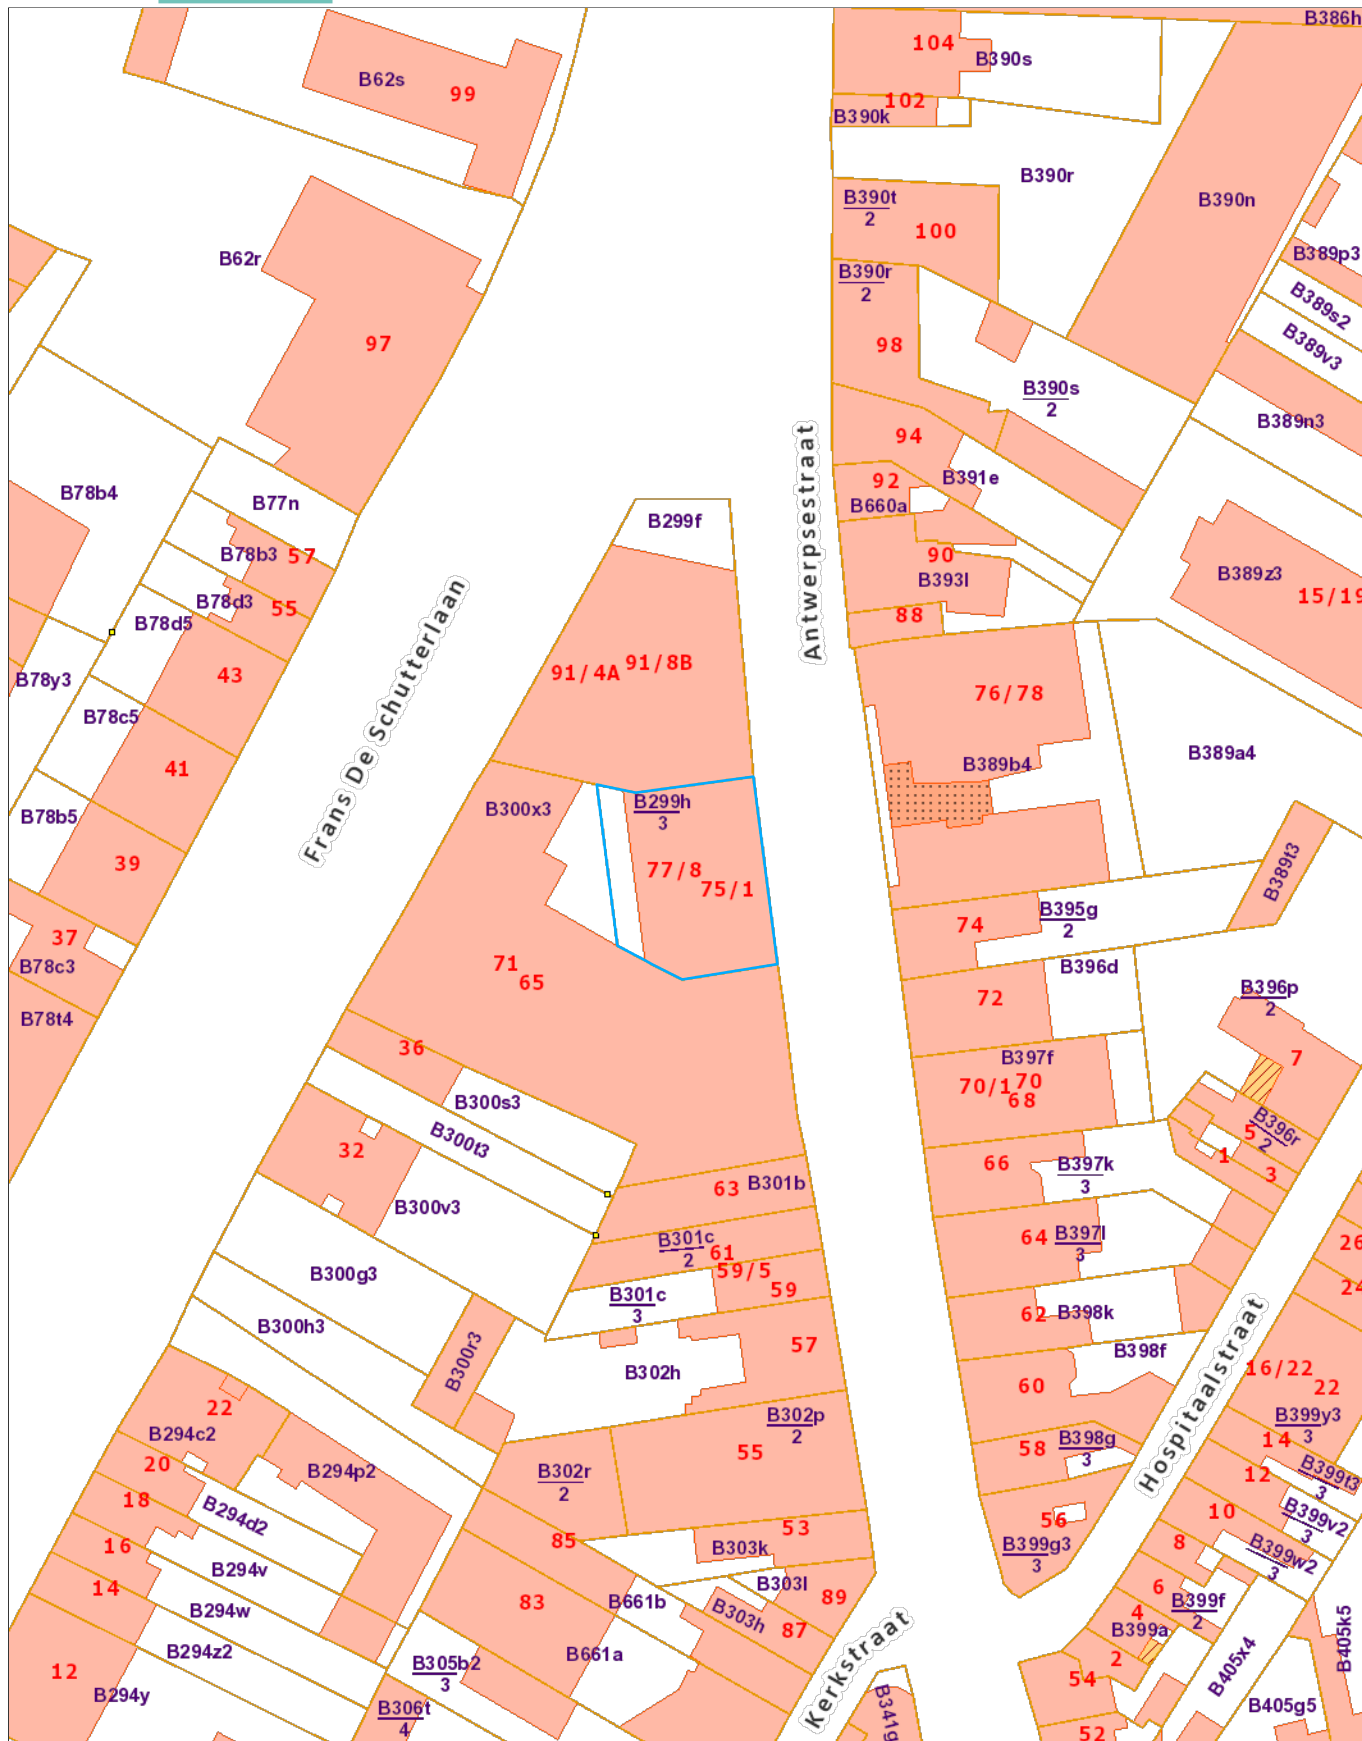 B386h
104
B390s
B62s
99
102
B390k
B390r
B390t
2
B390n
100
B389p3
B62r
B390r
2
B389s2
97
98
B389v3
B390s
2
B389n3
94
Antwerpsestraat
92
B391e
B78b4
B77n
B660a
B299f
B78b3
57
90
B393l
B389z3
15/19
B78d3
55
88
B78d5
Frans De Schutterlaan
91/4A
91/8B
43
B78y3
76/78
B78c5
B389a4
41
B389b4
B300x3
B299h
3
B78b5
39
77/8
75/1
B389t3
B395g
2
74
37
B78c3
71
65
B396d
B396p
2
72
B78t4
36
B397f
7
70/1
70
68
B300s3
B300t3
B396r
2
5
32
1
66
B397k
3
3
63
B301b
B300v3
64
B397l
3
26
B301c
2
61
59/5
59
B300g3
24
B301c
3
62
B398k
B300h3
57
B398f
B300r3
B302h
60
16/22
22
Hospitaalstraat
22
B294c2
B302p
2
B399y3
3
55
58
B398g
3
14
20
B294p2
B302r
2
12
B399t3
3
18
B294d2
53
56
10
B399v2
3
16
85
B303k
B399g3
3
8
B399w2
3
B294v
14
B303l
83
B661b
89
6
B399f
2
B294w
B303h
87
4
B399a
B405k5
B294z2
B661a
12
B305b2
3
Kerkstraat
2
B405x4
54
B294y
B306t
4
B341g
B405g5
52